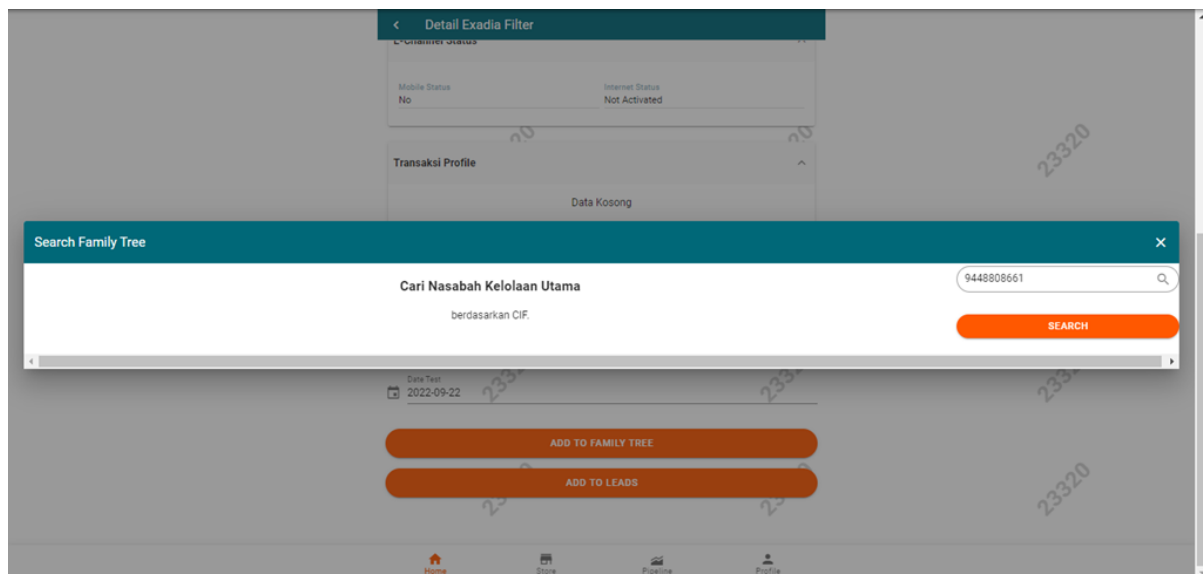 Detail Exadia Filter
E-Channel Status
Mobile Status
Internet Status
No
Not Activated
Transaksi Profile
Data Kosong
23320
Search Family Tree
Cari Nasabah Kelolaan Utama
9448808661
berdasarkan CIF.
SEARCH
Date Test
2022-09-22
ADD TO FAMILY TREE
ADD TO LEADS
23320
Home
Store
Pipeline
Profile